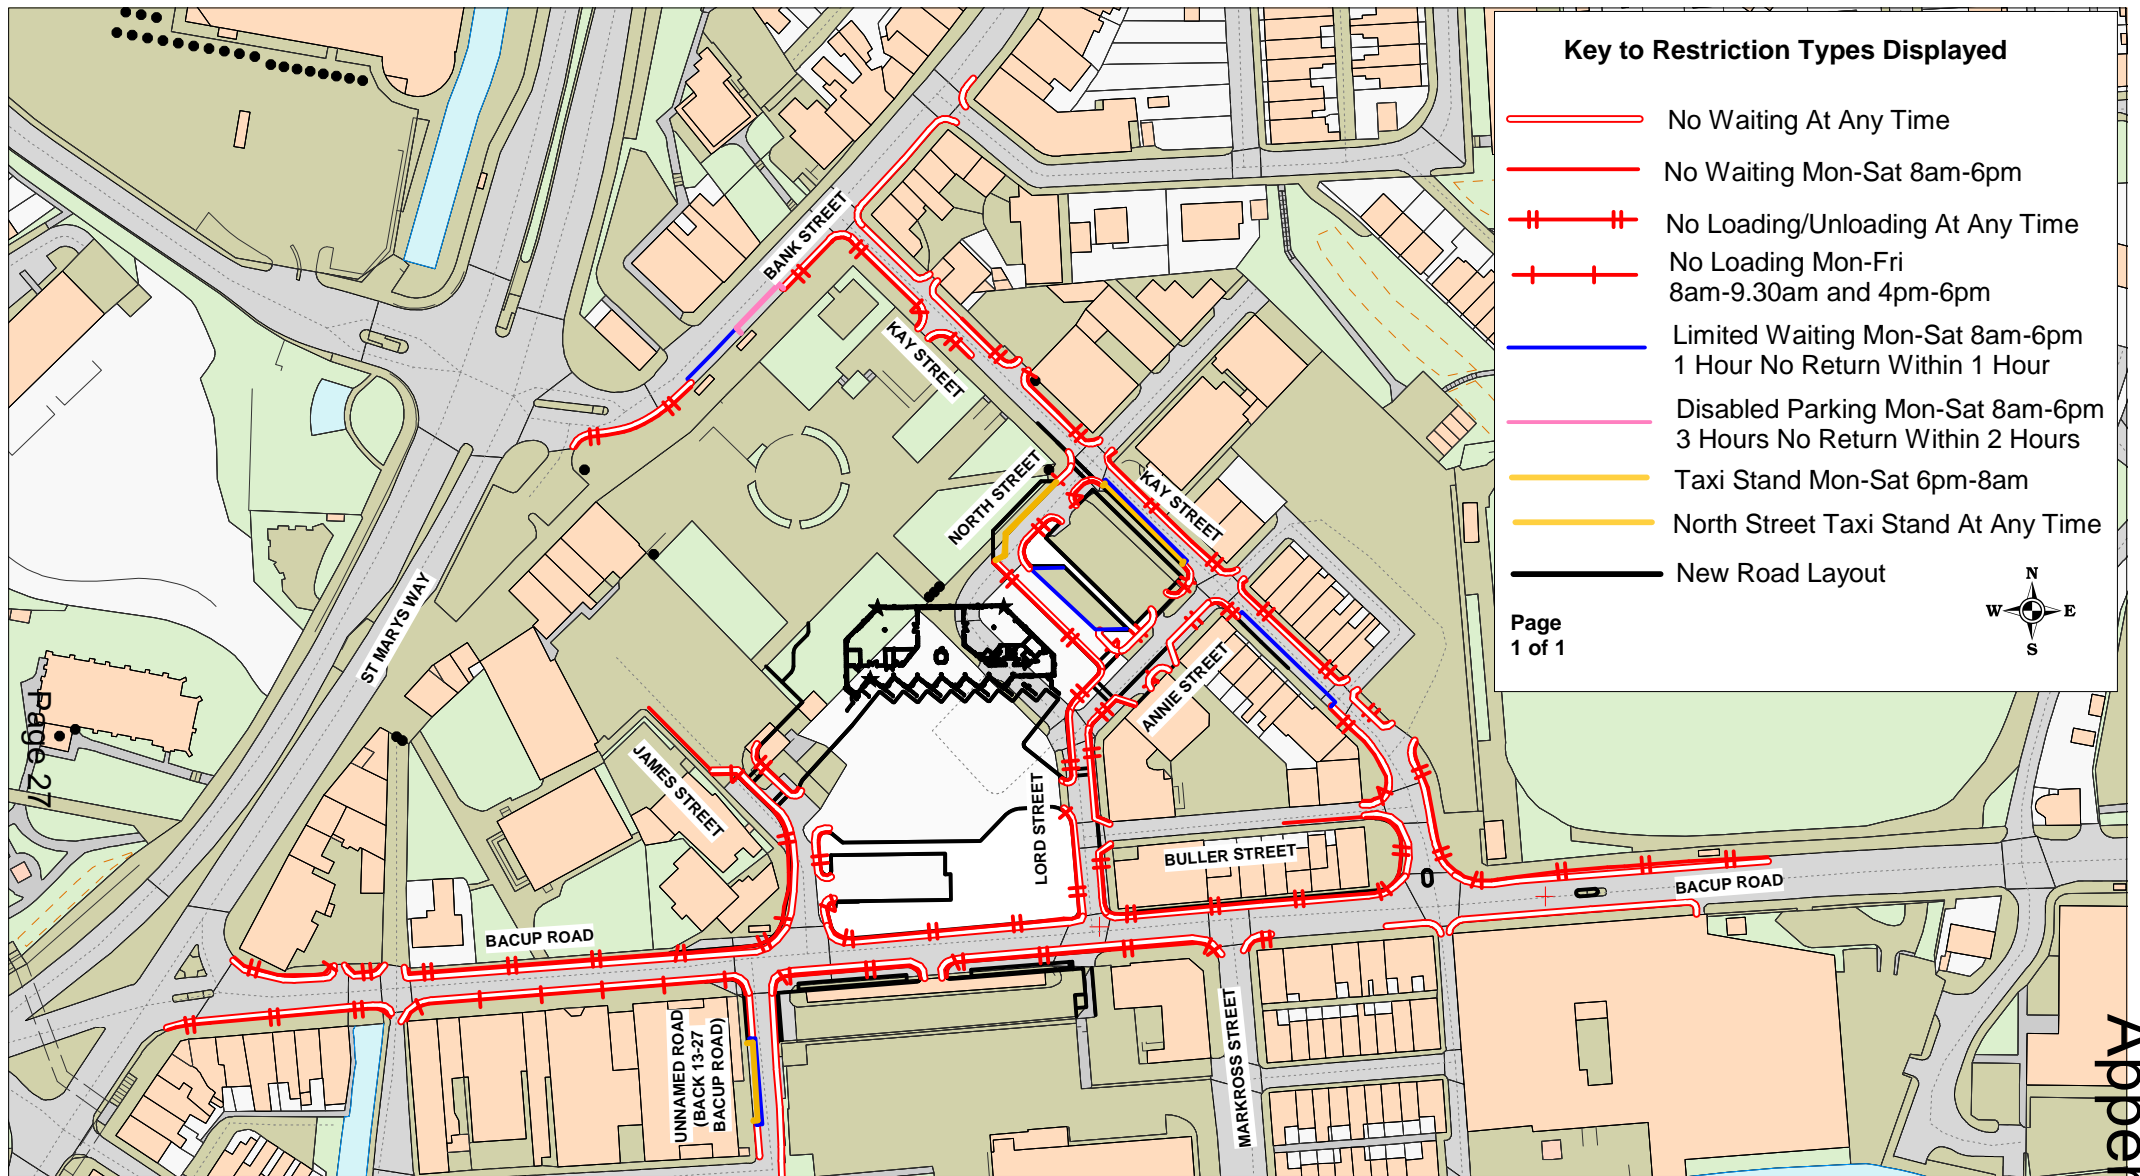 Key to Restriction Types Displayed
No Waiting At Any Time
No Waiting Mon-Sat 8am-6pm
No Loading/Unloading At Any Time
No Loading Mon-Fri
8am-9.30am and 4pm-6pm
Limited Waiting Mon-Sat 8am-6pm
1 Hour No Return Within 1 Hour
Disabled Parking Mon-Sat 8am-6pm
3 Hours No Return Within 2 Hours
Taxi Stand Mon-Sat 6pm-8am
North Street Taxi Stand At Any Time
New Road Layout
N
W E
S
Page
1 of 1
BANK STREET
KAY STREET
NORTH STREET
KAY STREET
ST MARYS WAY
ANNIE STREET
JAMES STREET
LORD STREET
BULLER STREET
BACUP ROAD
BACUP ROAD
UNNAMED ROAD
(BACK 13-27
BACUP ROAD)
MARKROSS STREET
Page 27
Appen